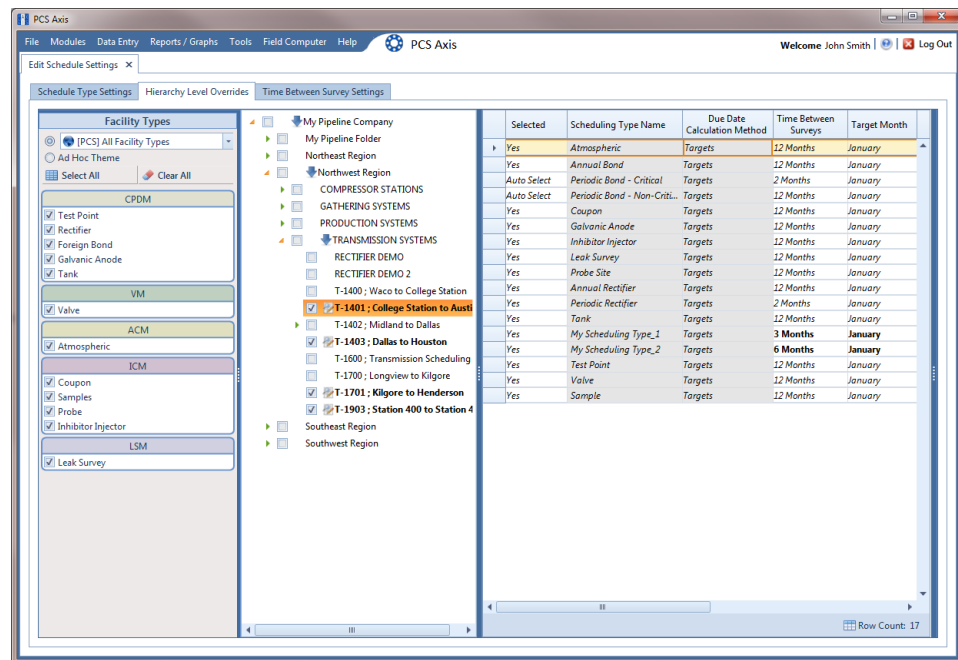 PCS Axis
File Modules Data Entry Reports / Graphs Tools Field Computer Help PCS Axis Welcome John Smith Log Out
Edit Schedule Settings
Schedule Type Settings Hierarchy Level Overrides Time Between Survey Settings
Facility Types
[PCS] All Facility Types
Ad Hoc Theme
Select All Clear All
CPDM
Test Point
Rectifier
Foreign Bond
Galvanic Anode
Tank
VM
Valve
ACM
Atmospheric
ICM
Coupon
Samples
Probe
Inhibitor Injector
LSM
Leak Survey
My Pipeline Company
My Pipeline Folder
Northeast Region
Northwest Region
COMPRESSOR STATIONS
GATHERING SYSTEMS
PRODUCTION SYSTEMS
TRANSMISSION SYSTEMS
RECTIFIER DEMO
RECTIFIER DEMO 2
T-1400 ; Waco to College Station
T-1401 ; College Station to Austi
T-1402 ; Midland to Dallas
T-1403 ; Dallas to Houston
T-1600 ; Transmission Scheduling
T-1700 ; Longview to Kilgore
T-1701 ; Kilgore to Henderson
T-1903 ; Station 400 to Station 4
Southeast Region
Southwest Region
Selected Scheduling Type Name Due Date Calculation Method Time Between Surveys Target Month
Yes Atmospheric Targets 12 Months January
Yes Annual Bond Targets 12 Months January
Auto Select Periodic Bond - Critical Targets 2 Months January
Auto Select Periodic Bond - Non-Criti... Targets 12 Months January
Yes Coupon Targets 12 Months January
Yes Galvanic Anode Targets 12 Months January
Yes Inhibitor Injector Targets 12 Months January
Yes Leak Survey Targets 12 Months January
Yes Probe Site Targets 12 Months January
Yes Annual Rectifier Targets 12 Months January
Yes Periodic Rectifier Targets 2 Months January
Yes Tank Targets 12 Months January
Yes My Scheduling Type_1 Targets 3 Months January
Yes My Scheduling Type_2 Targets 6 Months January
Yes Test Point Targets 12 Months January
Yes Valve Targets 12 Months January
Yes Sample Targets 12 Months January
Row Count: 17